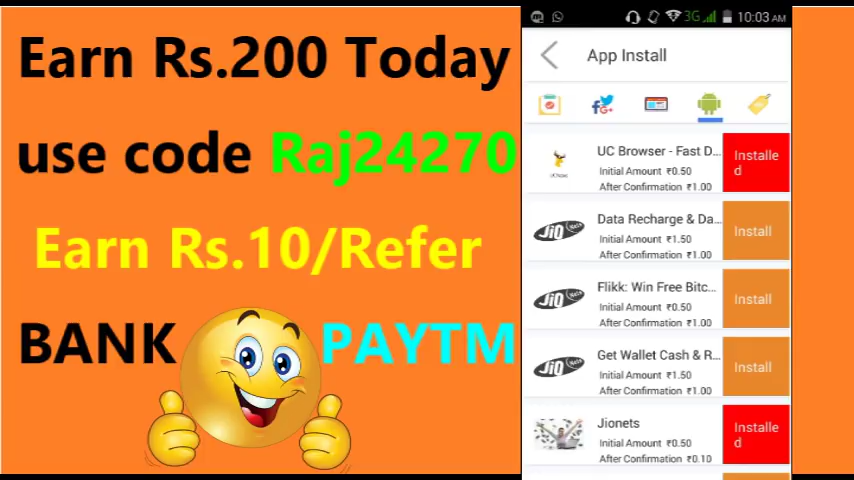 Earn Rs.200 Today
use code Raj24270
Earn Rs.10/Refer
BANK PAYTM
3G 10:03 AM
App Install
UC Browser - Fast D...
Initial Amount ₹0.50
After Confirmation ₹1.00
Installe
d
Data Recharge & Da...
Initial Amount ₹1.50
After Confirmation ₹1.00
Install
Flikk: Win Free Bitc...
Initial Amount ₹0.50
After Confirmation ₹1.00
Install
Get Wallet Cash & R...
Initial Amount ₹1.50
After Confirmation ₹1.00
Install
Jionets
Initial Amount ₹0.50
After Confirmation ₹0.10
Installe
d